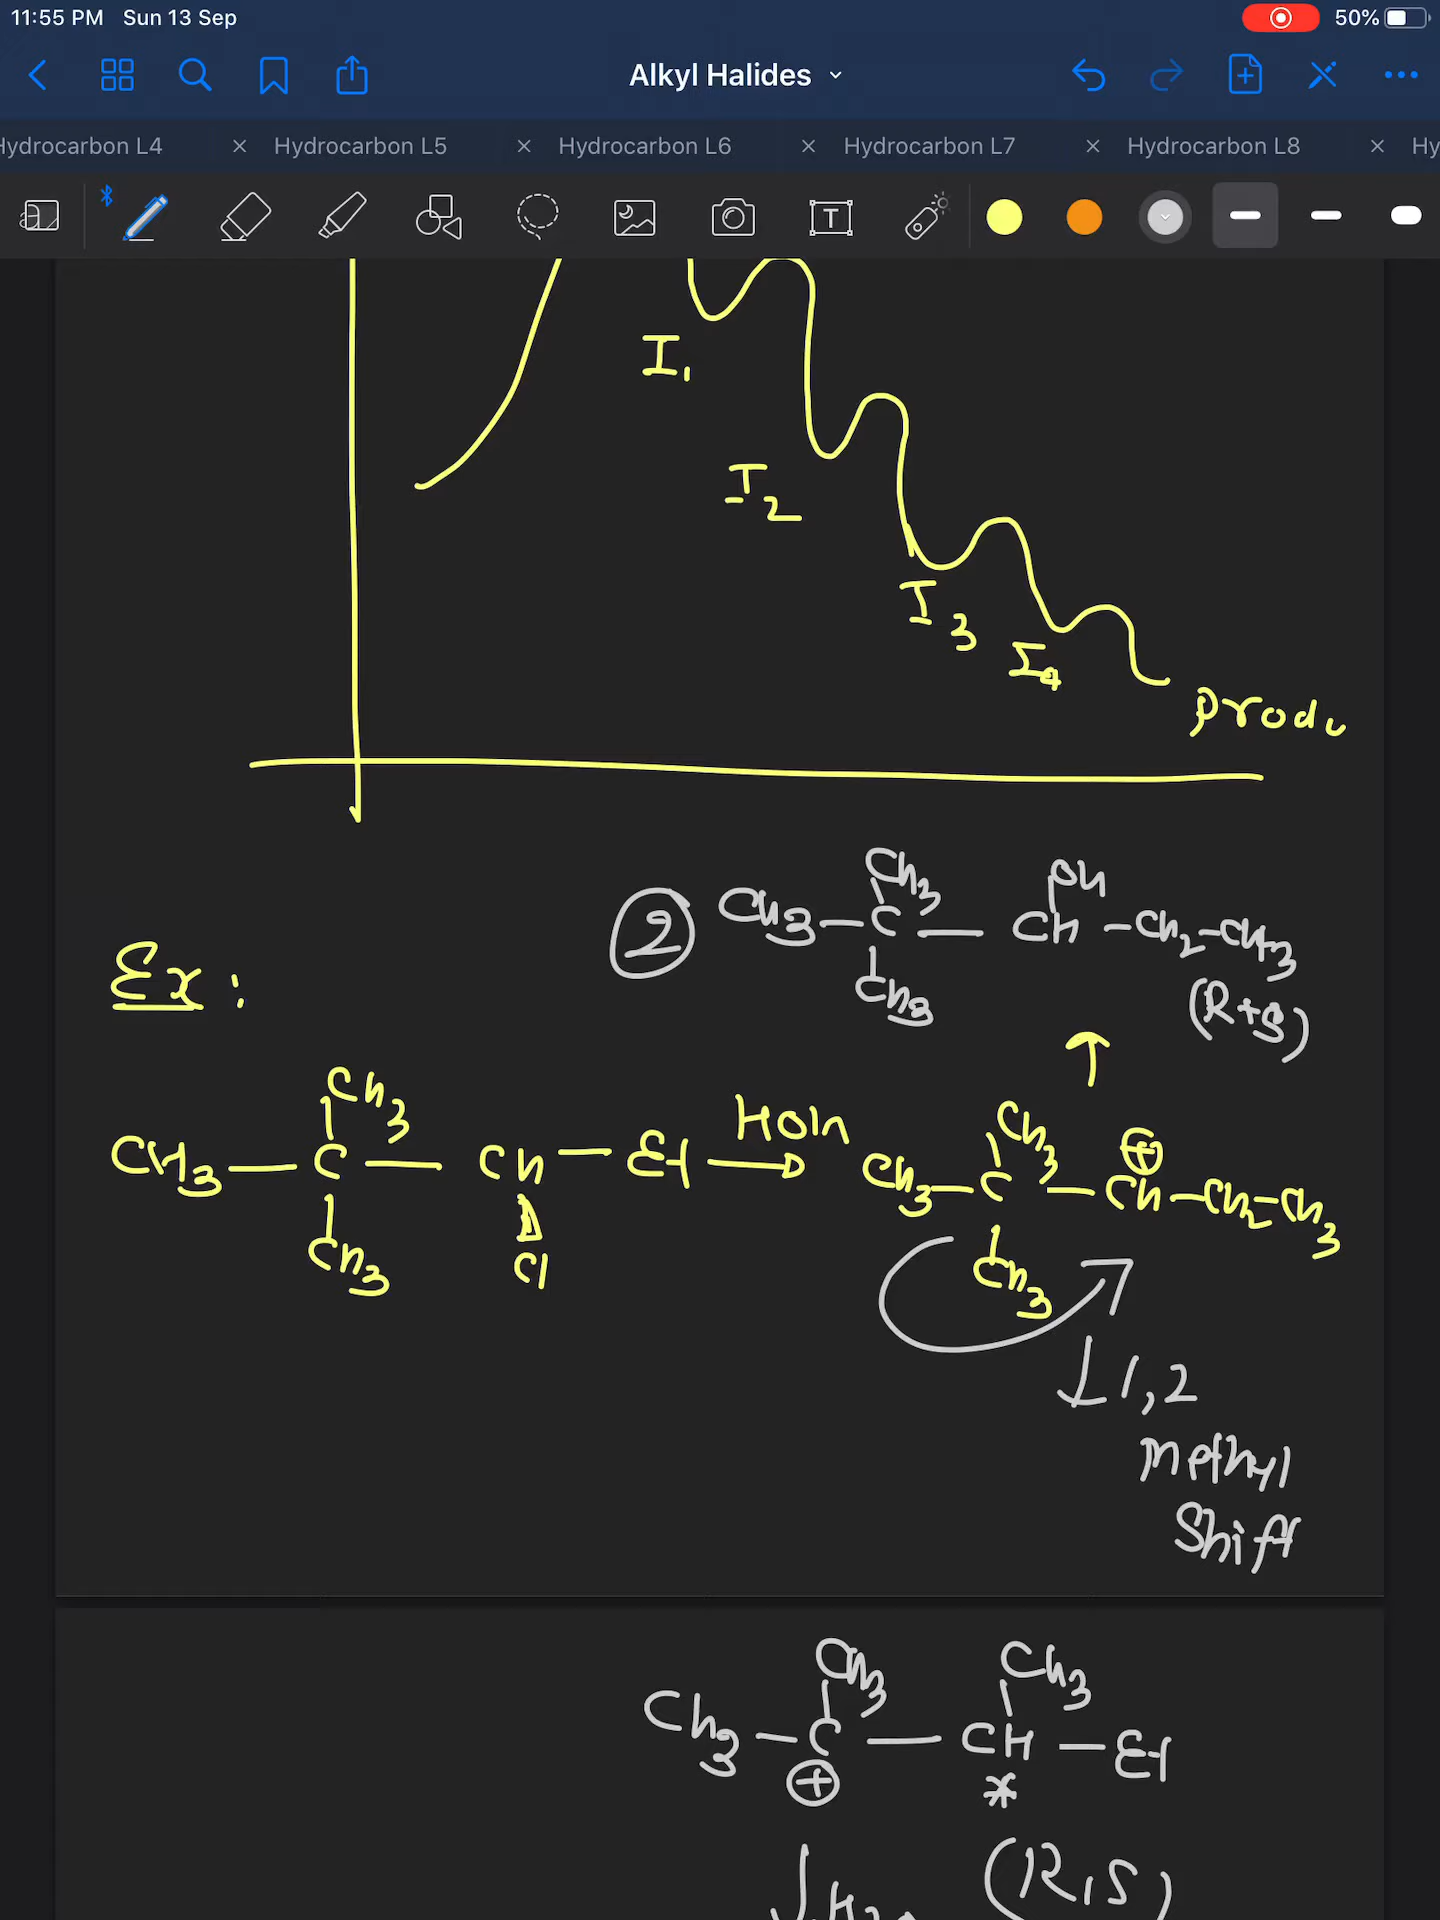 11:55 PM Sun 13 Sep
50%
Alkyl Halides
Hydrocarbon L4
Hydrocarbon L5
Hydrocarbon L6
Hydrocarbon L7
Hydrocarbon L8
Hy
a
T
I1
I2
I3
I4
produ
CH3
OH
2 CH3-C-CH-CH2-CH3
CH3
(R+S)
Ex:
↑
CH3
HOH
CH3
⊕
CH3-C-CH-Et → CH3-C-CH-CH2-CH3
CH3
Cl
CH3
↓ 1,2
Methyl
Shift
CH3
CH3
CH3-C-CH-Et
⊕
*
(R,S)